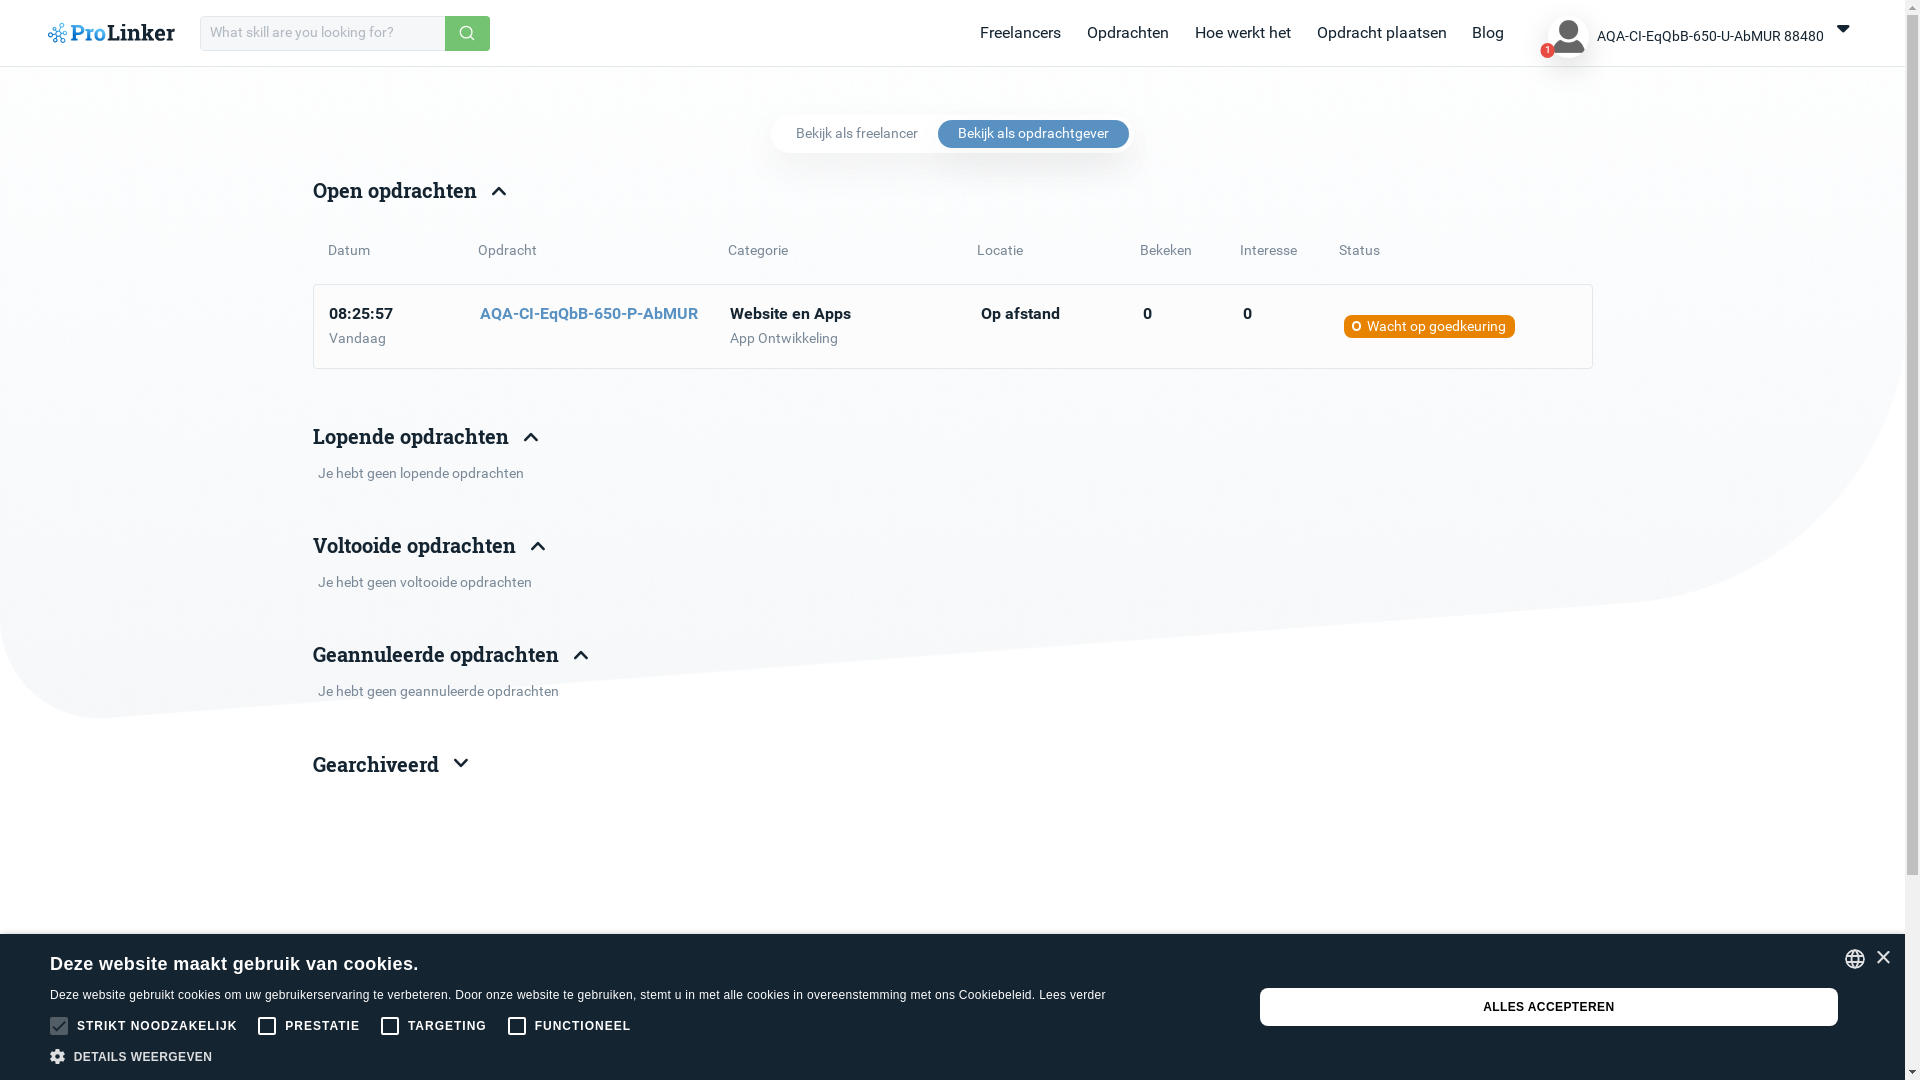 ProLinker
What skill are you looking for?
Freelancers
Opdrachten
Hoe werkt het
Opdracht plaatsen
Blog
1
AQA-CI-EqQbB-650-U-AbMUR 88480
Bekijk als freelancer
Bekijk als opdrachtgever
Open opdrachten
Datum Opdracht Categorie Locatie Bekeken Interesse Status
08:25:57 AQA-CI-EqQbB-650-P-AbMUR Website en Apps Op afstand 0 0 Wacht op goedkeuring
Vandaag App Ontwikkeling
Lopende opdrachten
Je hebt geen lopende opdrachten
Voltooide opdrachten
Je hebt geen voltooide opdrachten
Geannuleerde opdrachten
Je hebt geen geannuleerde opdrachten
Gearchiveerd
Deze website maakt gebruik van cookies.
Deze website gebruikt cookies om uw gebruikerservaring te verbeteren. Door onze website te gebruiken, stemt u in met alle cookies in overeenstemming met ons Cookiebeleid. Lees verder
STRIKT NOODZAKELIJK PRESTATIE TARGETING FUNCTIONEEL
DETAILS WEERGEVEN
ALLES ACCEPTEREN